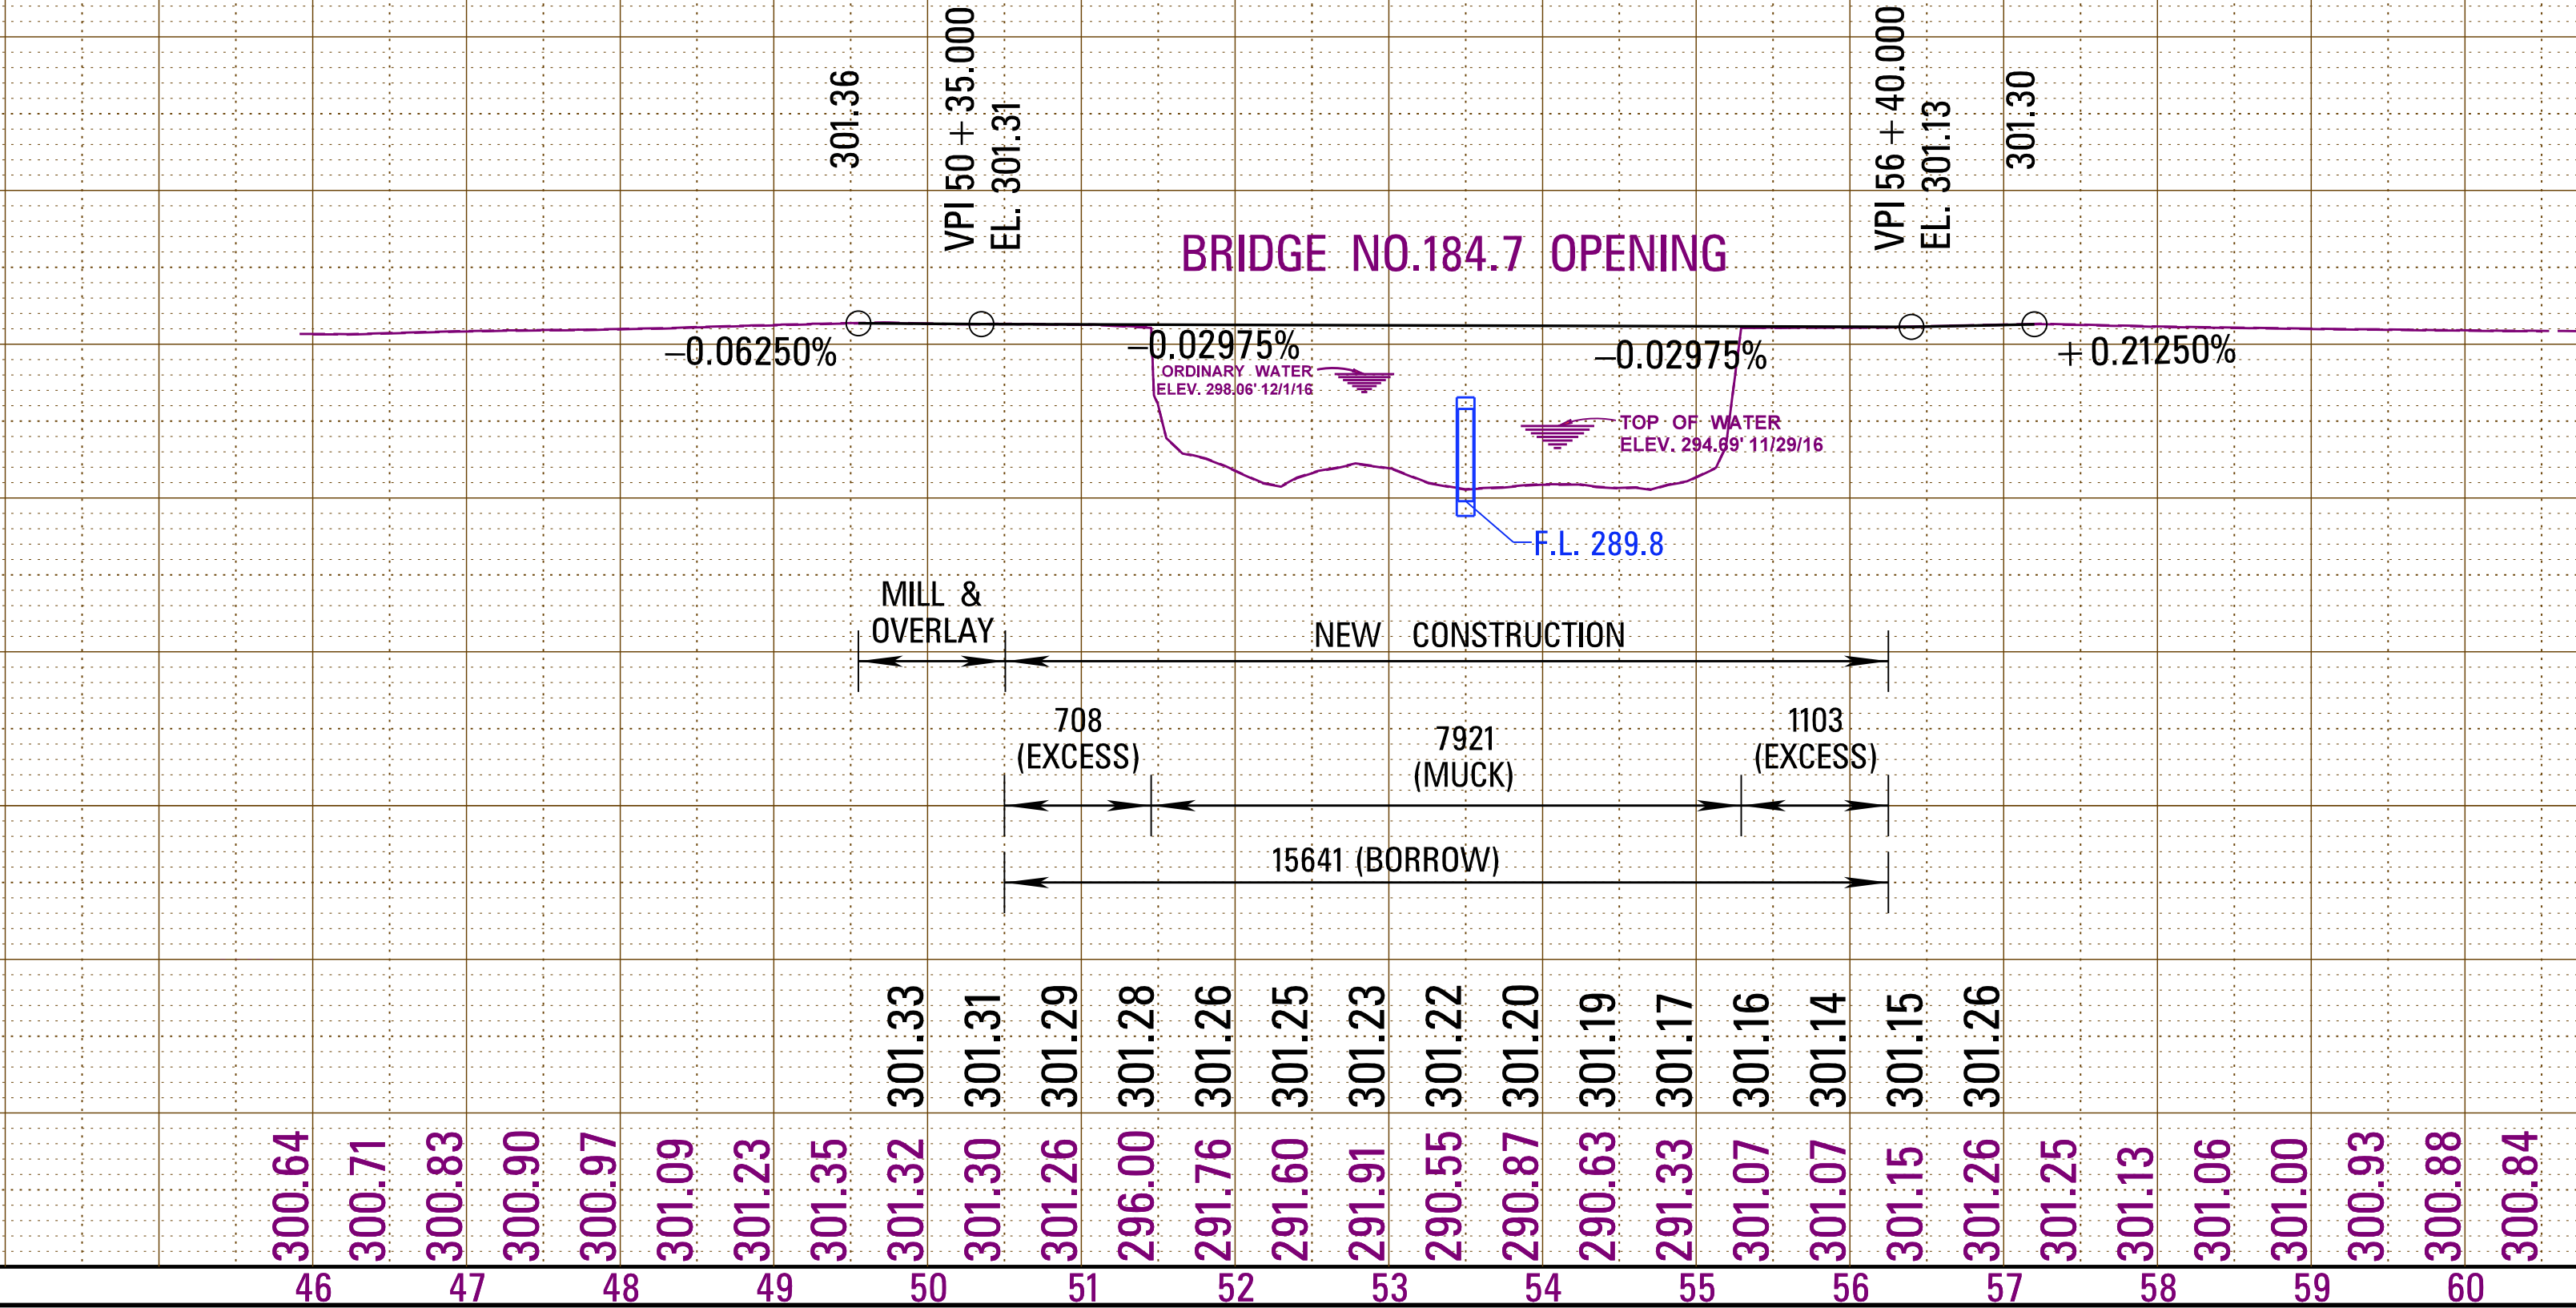 301.36
VPI 50 + 35.000
EL. 301.31
VPI 56 + 40.000
EL. 301.13
301.30
BRIDGE NO.184.7 OPENING
–0.06250%
–0.02975%
–0.02975%
+ 0.21250%
ORDINARY WATER
ELEV. 298.06' 12/1/16
TOP OF WATER
ELEV. 294.69' 11/29/16
F.L. 289.8
MILL &
OVERLAY
NEW CONSTRUCTION
708
(EXCESS)
7921
(MUCK)
1103
(EXCESS)
15641 (BORROW)
301.33 301.31 301.29 301.28 301.26 301.25 301.23 301.22 301.20 301.19 301.17 301.16 301.14 301.15 301.26
300.64 300.71 300.83 300.90 300.97 301.09 301.23 301.35 301.32 301.30 301.26 296.00 291.76 291.60 291.91 290.55 290.87 290.63 291.33 301.07 301.07 301.15 301.26 301.25 301.13 301.06 301.00 300.93 300.88 300.84
46 47 48 49 50 51 52 53 54 55 56 57 58 59 60